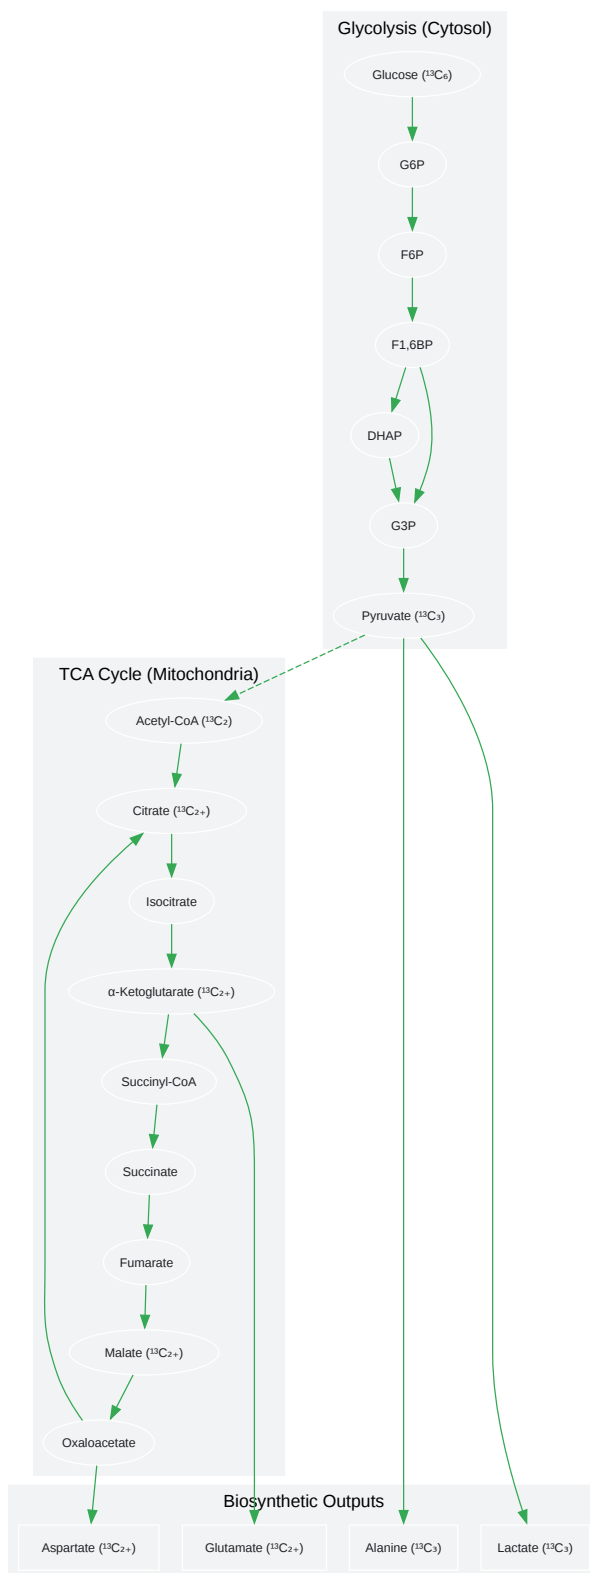 Glycolysis (Cytosol)
Glucose (¹³C₆)
G6P
F6P
F1,6BP
DHAP
G3P
Pyruvate (¹³C₃)
TCA Cycle (Mitochondria)
Acetyl-CoA (¹³C₂)
Citrate (¹³C₂₊)
Isocitrate
α-Ketoglutarate (¹³C₂₊)
Succinyl-CoA
Succinate
Fumarate
Malate (¹³C₂₊)
Oxaloacetate
Biosynthetic Outputs
Aspartate (¹³C₂₊)
Glutamate (¹³C₂₊)
Alanine (¹³C₃)
Lactate (¹³C₃)